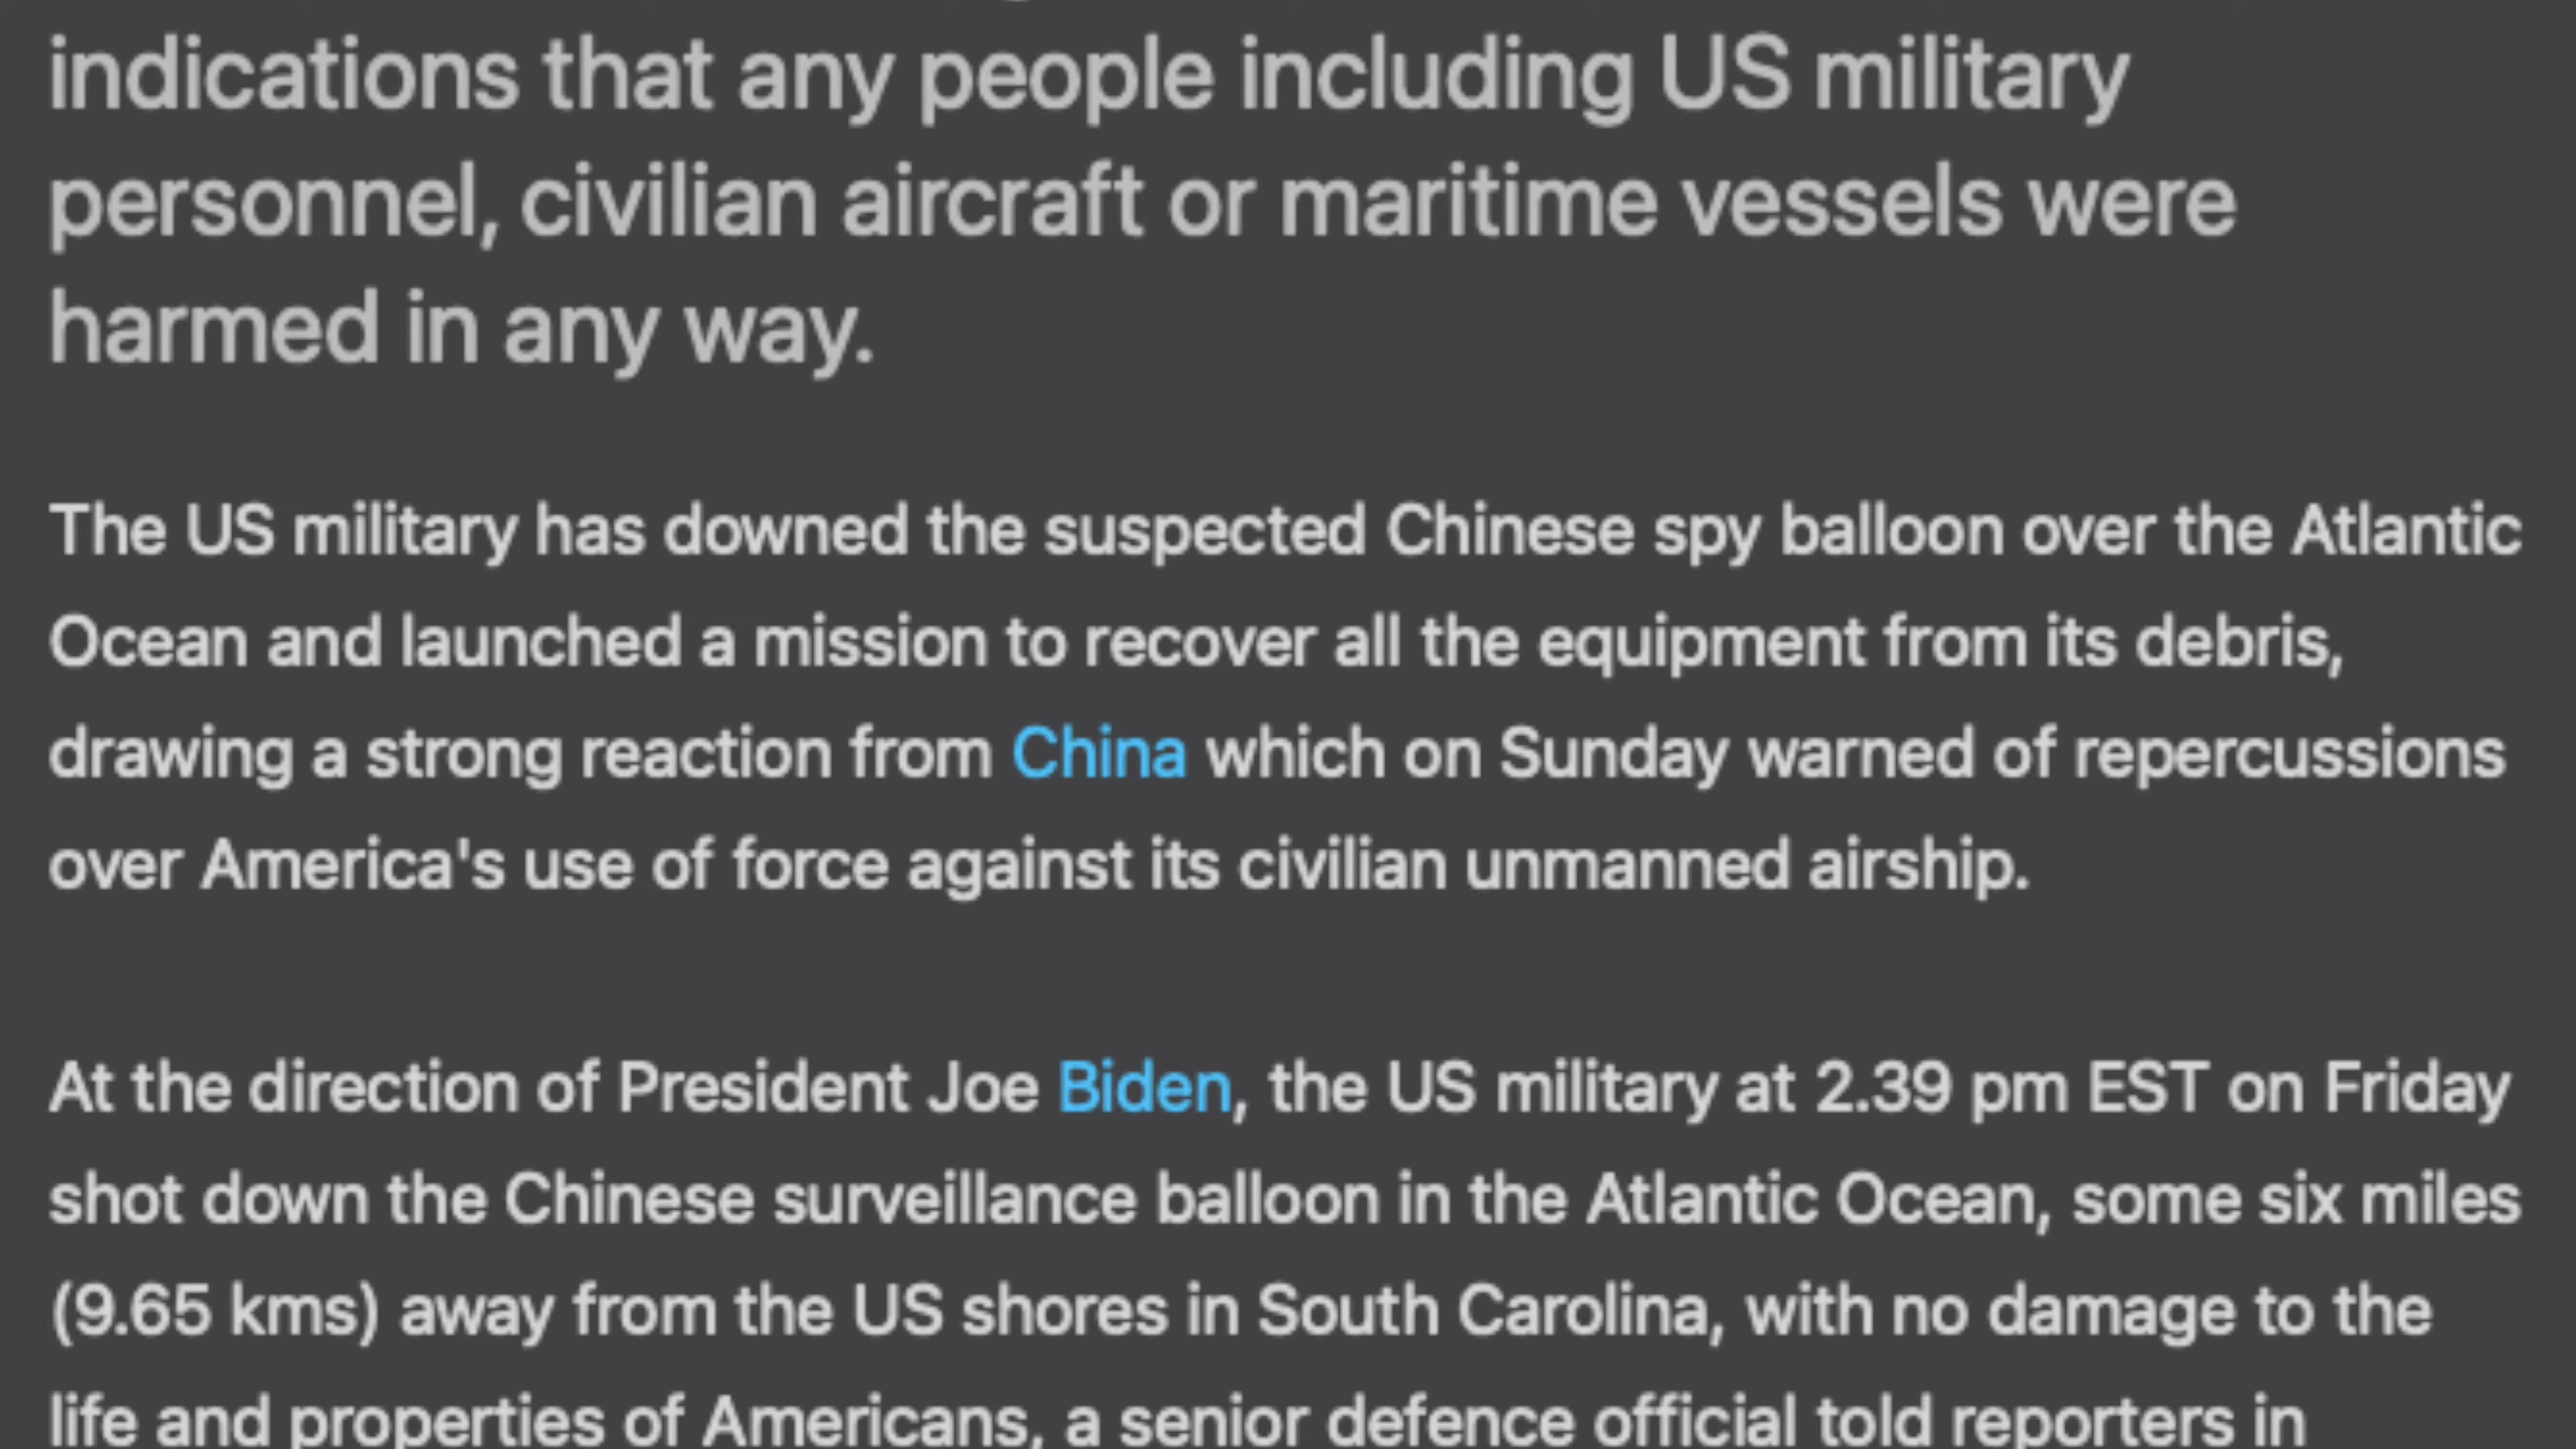 indications that any people including US military
personnel, civilian aircraft or maritime vessels were
harmed in any way.
The US military has downed the suspected Chinese spy balloon over the Atlantic
Ocean and launched a mission to recover all the equipment from its debris,
drawing a strong reaction from China which on Sunday warned of repercussions
over America's use of force against its civilian unmanned airship.
At the direction of President Joe Biden, the US military at 2.39 pm EST on Friday
shot down the Chinese surveillance balloon in the Atlantic Ocean, some six miles
(9.65 kms) away from the US shores in South Carolina, with no damage to the
life and properties of Americans, a senior defence official told reporters in